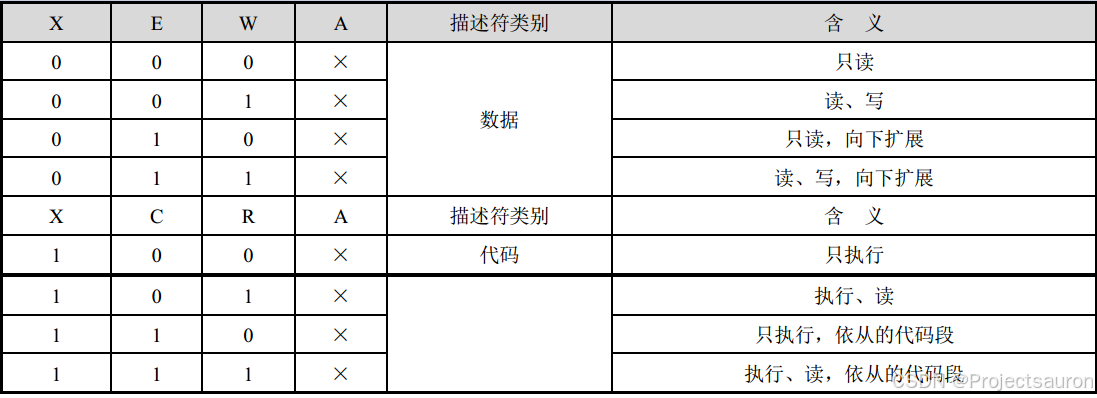 X E W A 描述符类别 含 义
0 0 0 × 只读
0 0 1 × 读、写
数据
0 1 0 × 只读，向下扩展
0 1 1 × 读、写，向下扩展
X C R A 描述符类别 含 义
1 0 0 × 代码 只执行
1 0 1 × 执行、读
1 1 0 × 只执行，依从的代码段
1 1 1 × 执行、读，依从的代码段
CSDN @Projectsauron